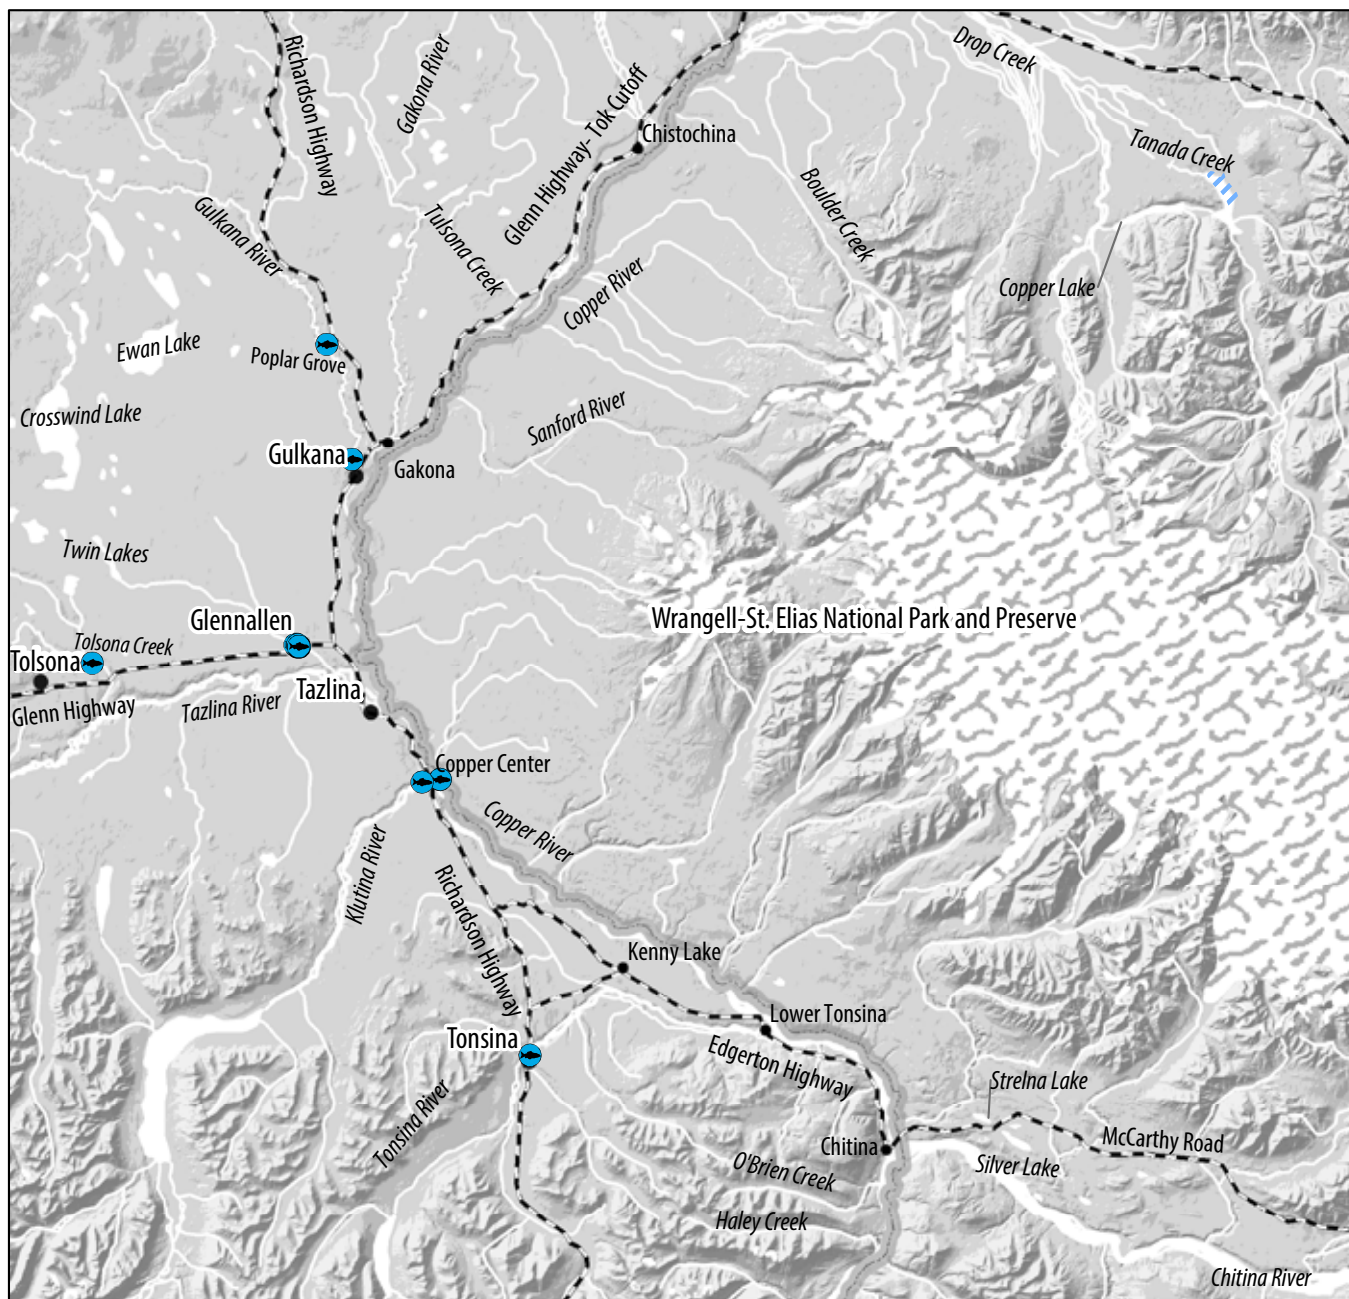 Drop Creek
Richardson Highway
Gakona River
Glenn Highway- Tok Cutoff
Chistochina
Tanada Creek
Boulder Creek
Gulkana River
Tulsona Creek
Copper River
Copper Lake
Ewan Lake
Poplar Grove
Crosswind Lake
Sanford River
Gulkana
Gakona
Twin Lakes
Glennallen
Wrangell-St. Elias National Park and Preserve
Tolsona Creek
Tolsona
Tazlina
Glenn Highway
Tazlina River
Copper Center
Copper River
Klutina River
Richardson Highway
Kenny Lake
Lower Tonsina
Tonsina
Edgerton Highway
Strelna Lake
Tonsina River
Chitina
McCarthy Road
O'Brien Creek
Silver Lake
Haley Creek
Chitina River